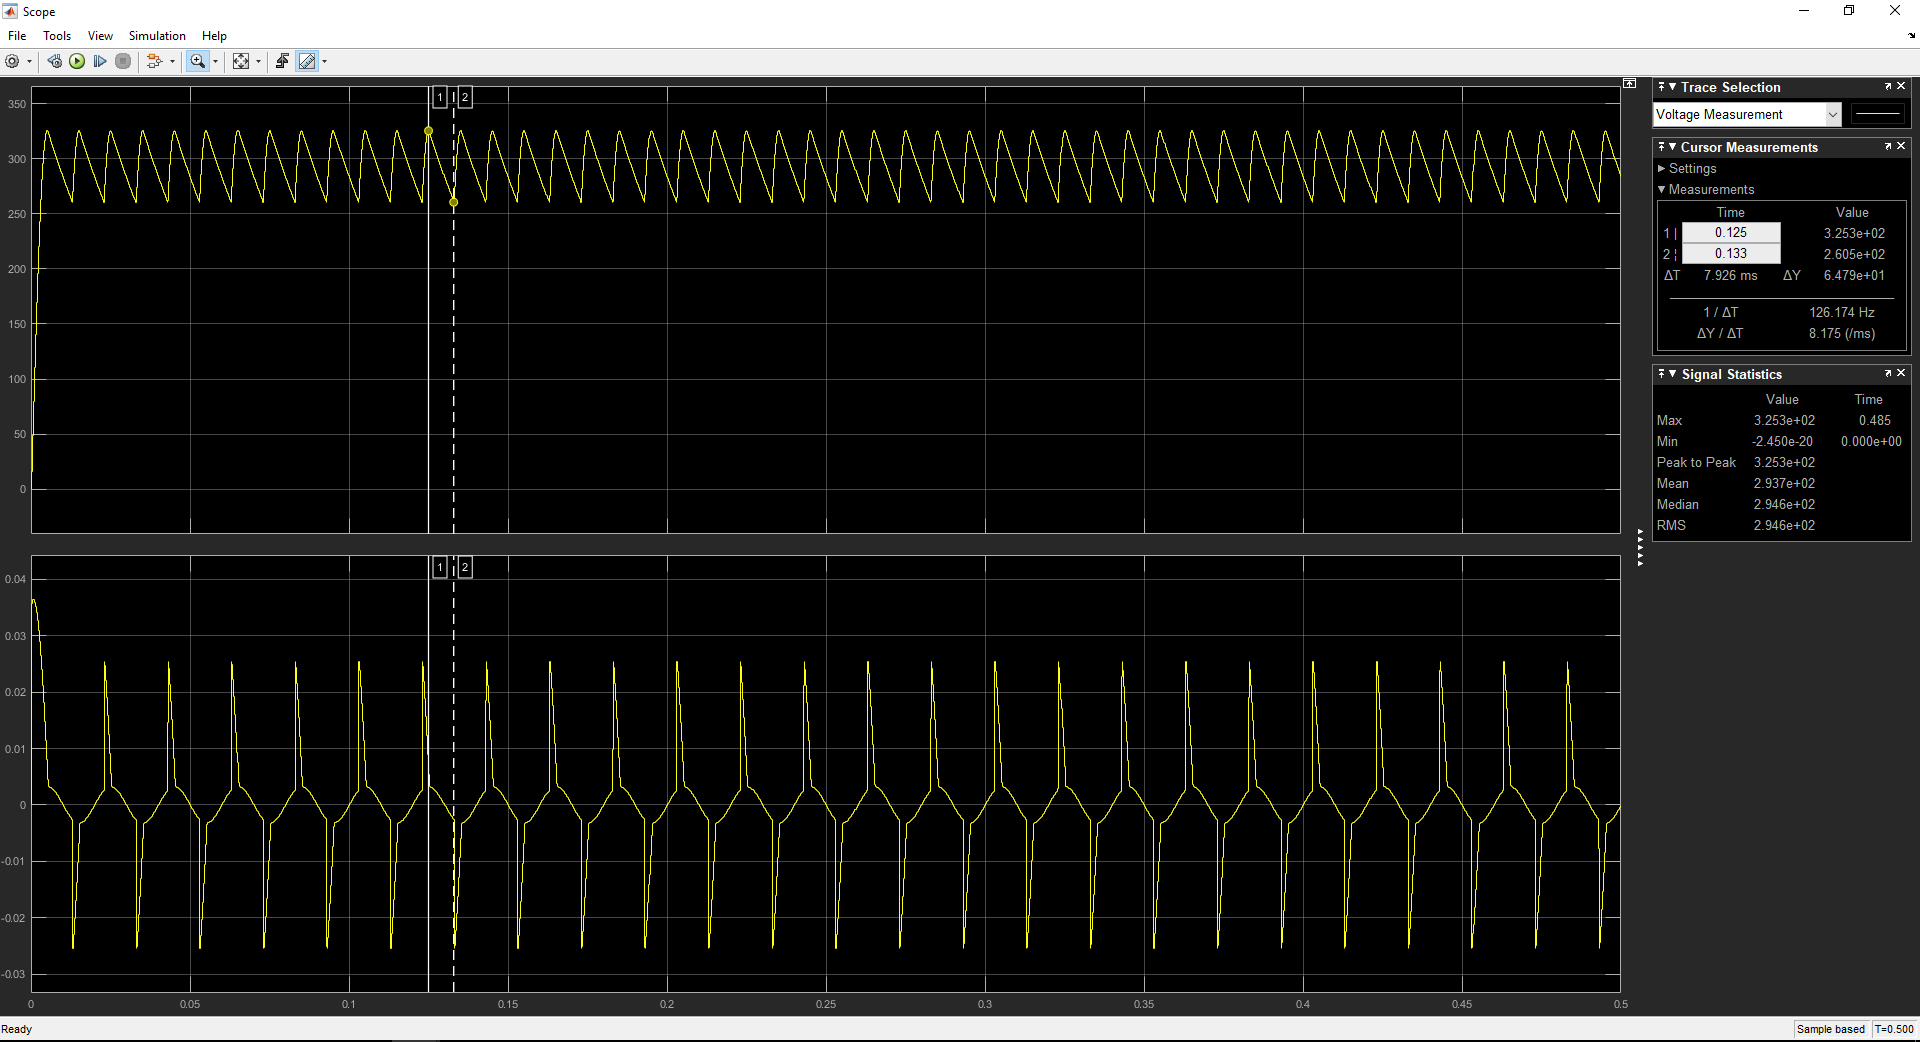 Scope
File Tools View Simulation Help
350
300
250
200
150
100
50
0
1 2
0.04
0.03
0.02
0.01
0
-0.01
-0.02
-0.03
1 2
0 0.05 0.1 0.15 0.2 0.25 0.3 0.35 0.4 0.45 0.5
Trace Selection
Voltage Measurement
Cursor Measurements
Settings
Measurements
Time Value
1 | 0.125 3.253e+02
2 ¦ 0.133 2.605e+02
ΔT 7.926 ms ΔY 6.479e+01
1 / ΔT 126.174 Hz
ΔY / ΔT 8.175 (/ms)
Signal Statistics
Value Time
Max 3.253e+02 0.485
Min -2.450e-20 0.000e+00
Peak to Peak 3.253e+02
Mean 2.937e+02
Median 2.946e+02
RMS 2.946e+02
Ready
Sample based T=0.500